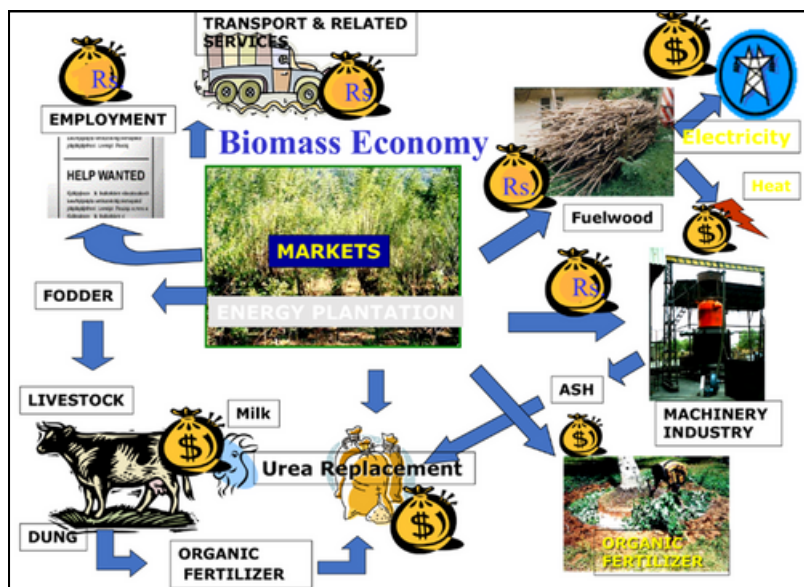 TRANSPORT & RELATED
SERVICES
$
Rs
Rs
EMPLOYMENT
Biomass Economy
Electricity
HELP WANTED
Rs
Heat
Fuelwood
$
MARKETS
FODDER
Rs
ENERGY PLANTATION
ASH
LIVESTOCK
Milk
MACHINERY
INDUSTRY
$
$
Urea Replacement
$
DUNG
ORGANIC
FERTILIZER
ORGANIC
FERTILIZER